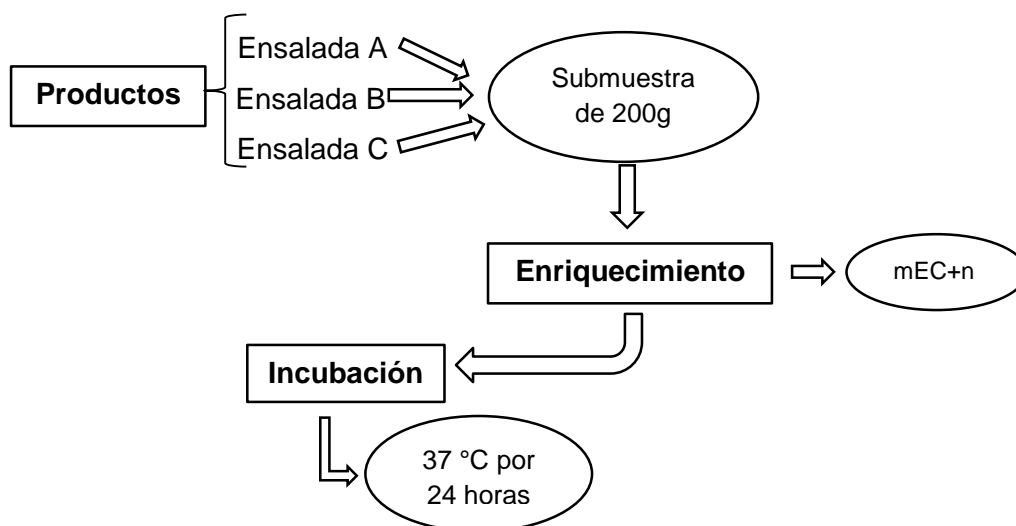 Productos
Ensalada A
Ensalada B
Ensalada C
Submuestra
de 200g
Enriquecimiento
mEC+n
Incubación
37 °C por
24 horas